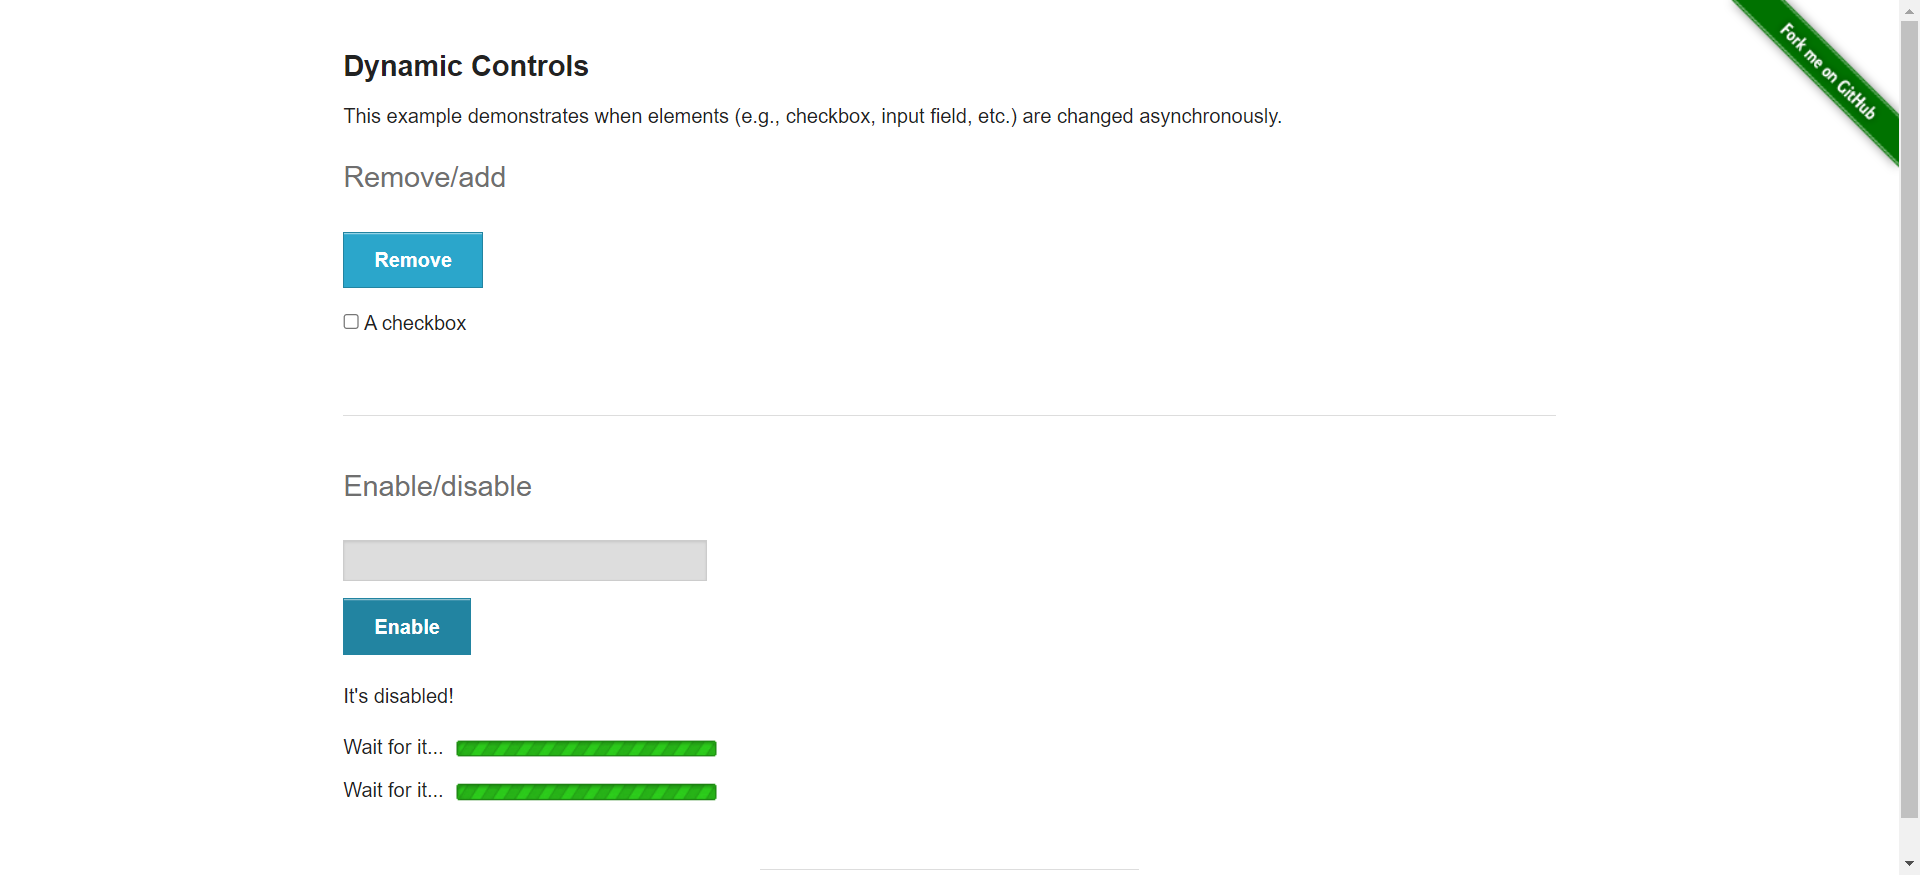 Dynamic Controls
Fork me on GitHub
This example demonstrates when elements (e.g., checkbox, input field, etc.) are changed asynchronously.
Remove/add
Remove
A checkbox
Enable/disable
Enable
It's disabled!
Wait for it...
Wait for it...